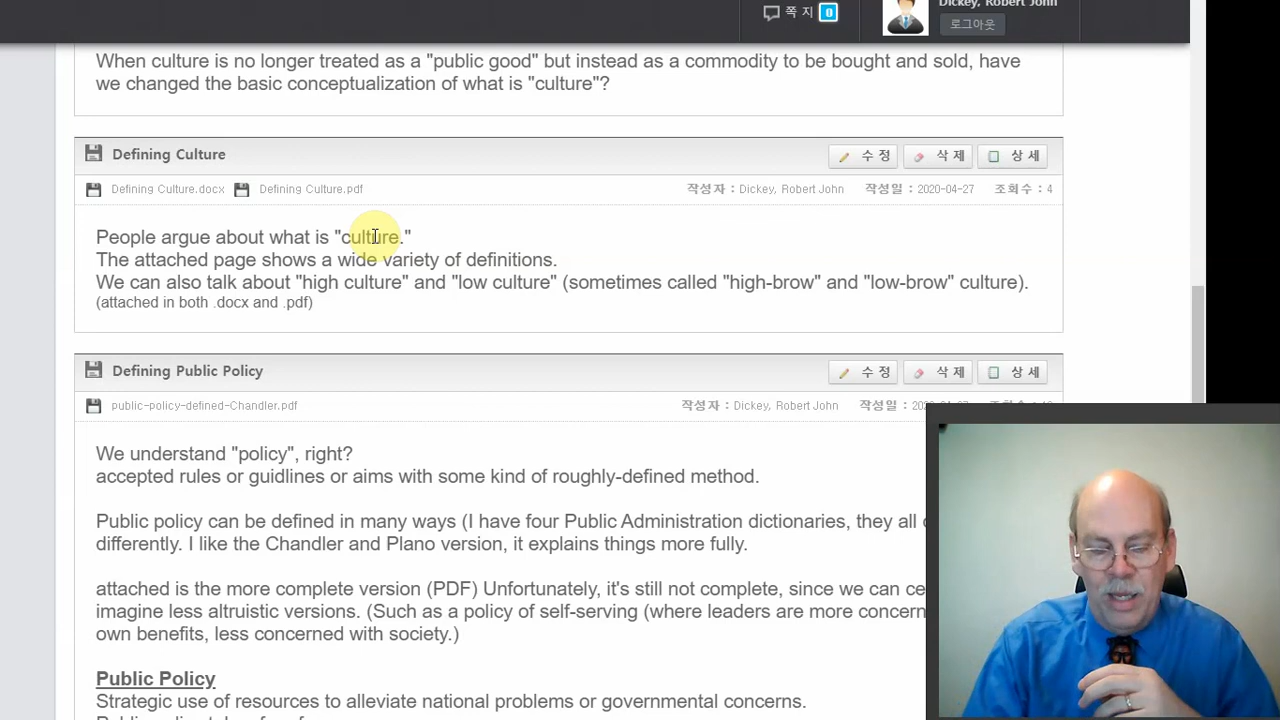 Dickey, Robert John
쪽 지 0
로그아웃
When culture is no longer treated as a "public good" but instead as a commodity to be bought and sold, have
we changed the basic conceptualization of what is "culture"?
Defining Culture
수 정 삭 제 상 세
Defining Culture.docx Defining Culture.pdf 작성자 : Dickey, Robert John 작성일 : 2020-04-27 조회수 : 4
People argue about what is "culture."
The attached page shows a wide variety of definitions.
We can also talk about "high culture" and "low culture" (sometimes called "high-brow" and "low-brow" culture).
(attached in both .docx and .pdf)
Defining Public Policy
수 정 삭 제 상 세
public-policy-defined-Chandler.pdf 작성자 : Dickey, Robert John 작성일 :
We understand "policy", right?
accepted rules or guidlines or aims with some kind of roughly-defined method.
Public policy can be defined in many ways (I have four Public Administration dictionaries, they all
differently. I like the Chandler and Plano version, it explains things more fully.
attached is the more complete version (PDF) Unfortunately, it's still not complete, since we can ce
imagine less altruistic versions. (Such as a policy of self-serving (where leaders are more concern
own benefits, less concerned with society.)
Public Policy
Strategic use of resources to alleviate national problems or governmental concerns.